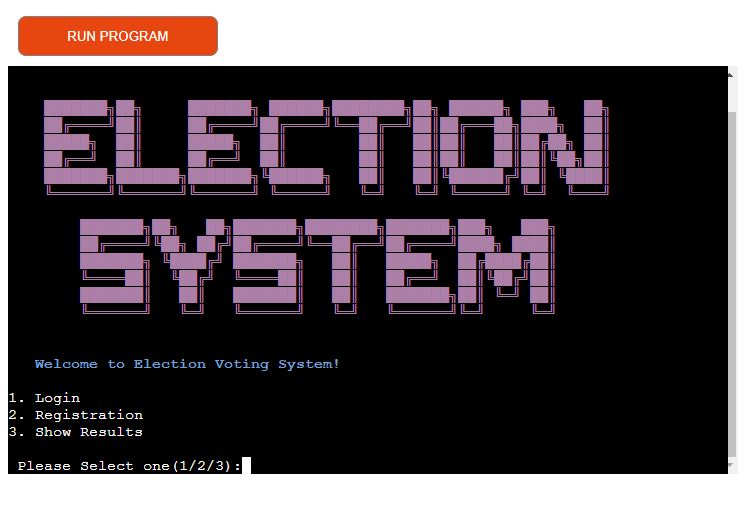 RUN PROGRAM
ELECTION
SYSTEM
Welcome to Election Voting System!
1. Login
2. Registration
3. Show Results
Please Select one(1/2/3):